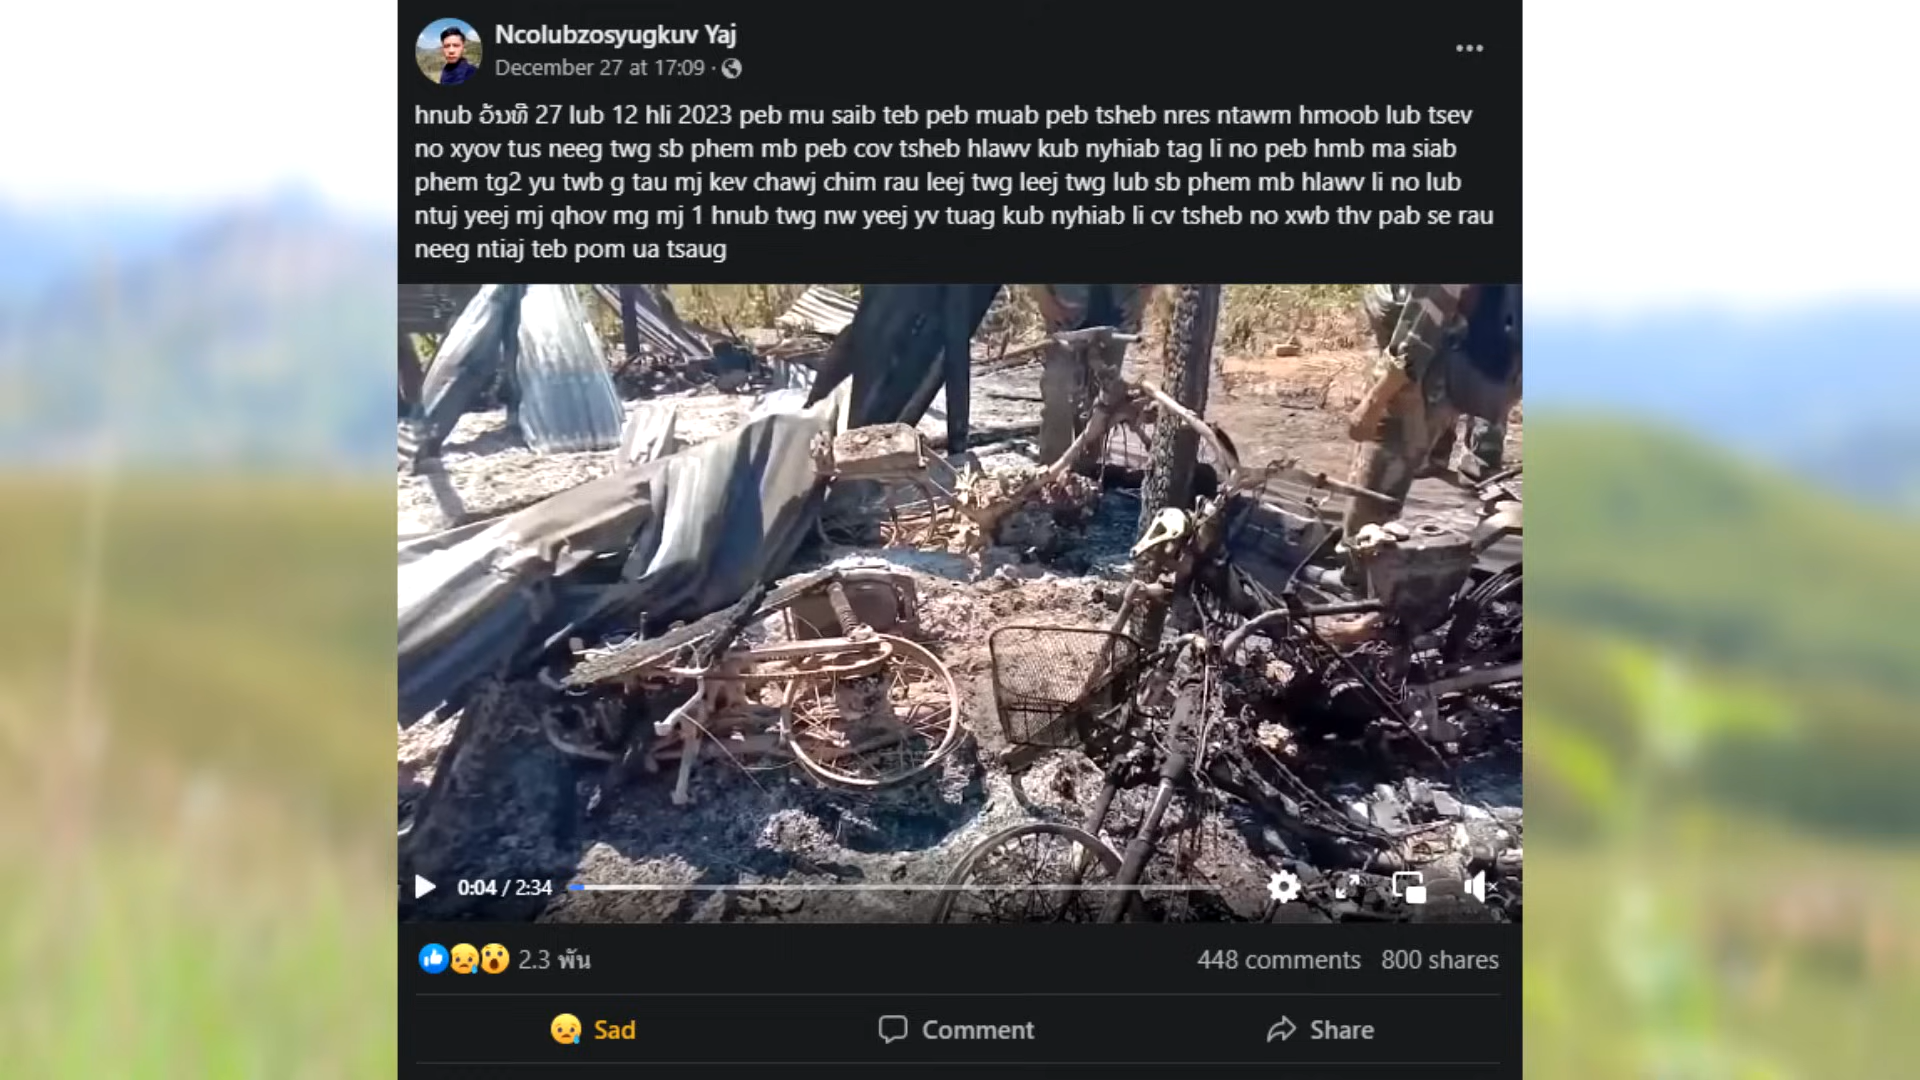 Ncolubzosyugkuv Yaj
December 27 at 17:09 ·
hnub ວັນທີ 27 lub 12 hli 2023 peb mu saib teb peb muab peb tsheb nres ntawm hmoob lub tsev
no xyov tus neeg twg sb phem mb peb cov tsheb hlawv kub nyhiab tag li no peb hmb ma siab
phem tg2 yu twb g tau mj kev chawj chim rau leej twg leej twg lub sb phem mb hlawv li no lub
ntuj yeej mj qhov mg mj 1 hnub twg nw yeej yv tuag kub nyhiab li cv tsheb no xwb thv pab se rau
neeg ntiaj teb pom ua tsaug
0:04 / 2:34
2.3 พัน
448 comments 800 shares
Sad
Comment
Share